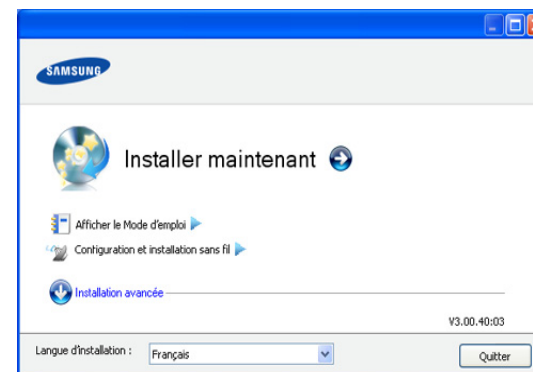 SAMSUNG
Installer maintenant
Afficher le Mode d'emploi
Configuration et installation sans fil
Installation avancée
V3.00.40:03
Langue d'installation :
Français
Quitter